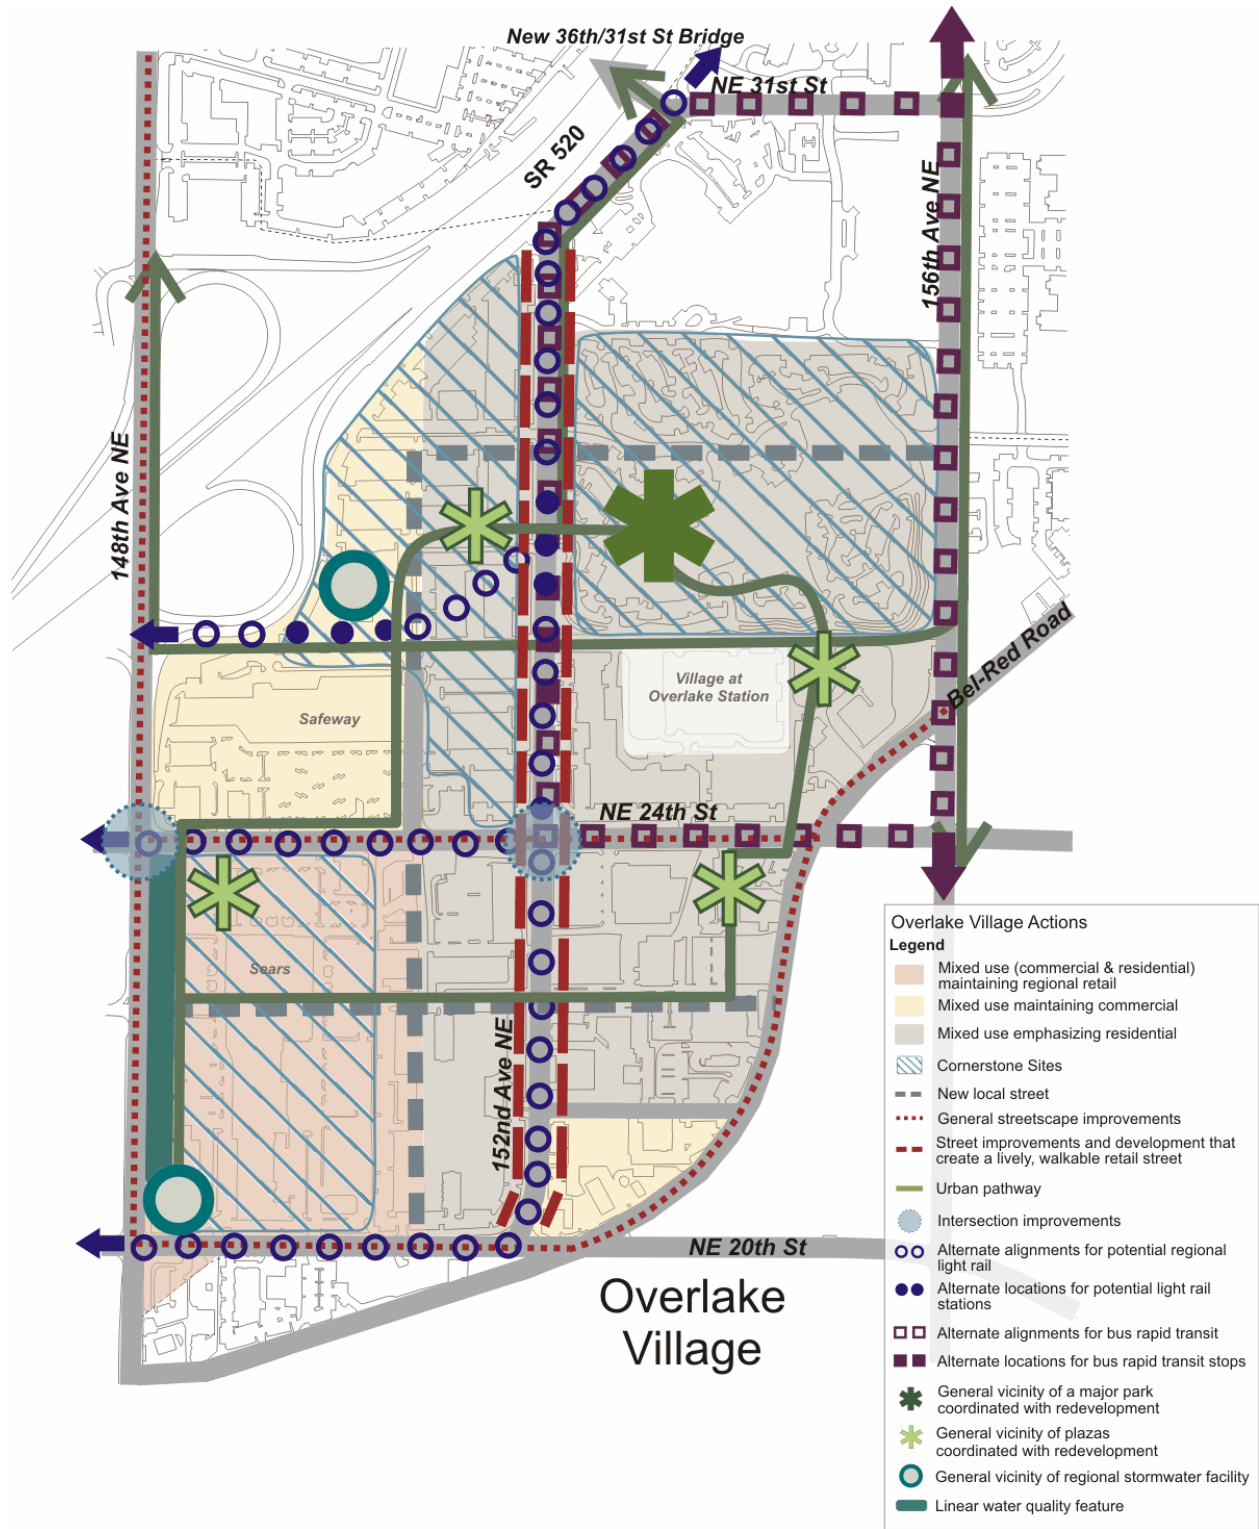 New 36th/31st St Bridge
NE 31st St
SR 520
156th Ave NE
148th Ave NE
Bel-Red Road
Village at
Overlake Station
Safeway
NE 24th St
Sears
152nd Ave NE
NE 20th St
Overlake
Village
Overlake Village Actions
Legend
Mixed use (commercial & residential)
maintaining regional retail
Mixed use maintaining commercial
Mixed use emphasizing residential
Cornerstone Sites
New local street
General streetscape improvements
Street improvements and development that
create a lively, walkable retail street
Urban pathway
Intersection improvements
Alternate alignments for potential regional
light rail
Alternate locations for potential light rail
stations
Alternate alignments for bus rapid transit
Alternate locations for bus rapid transit stops
General vicinity of a major park
coordinated with redevelopment
General vicinity of plazas
coordinated with redevelopment
General vicinity of regional stormwater facility
Linear water quality feature